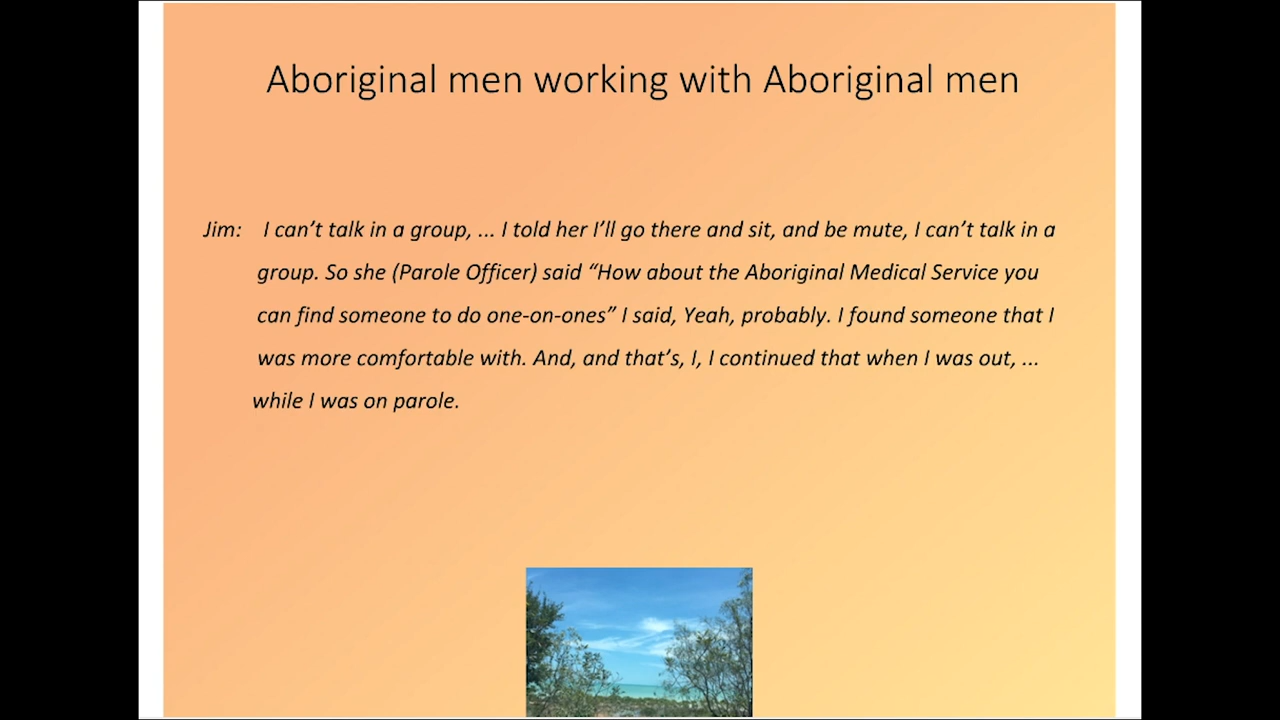 Aboriginal men working with Aboriginal men
Jim: I can’t talk in a group, ... I told her I’ll go there and sit, and be mute, I can’t talk in a
group. So she (Parole Officer) said “How about the Aboriginal Medical Service you
can find someone to do one-on-ones” I said, Yeah, probably. I found someone that I
was more comfortable with. And, and that’s, I, I continued that when I was out, ...
while I was on parole.